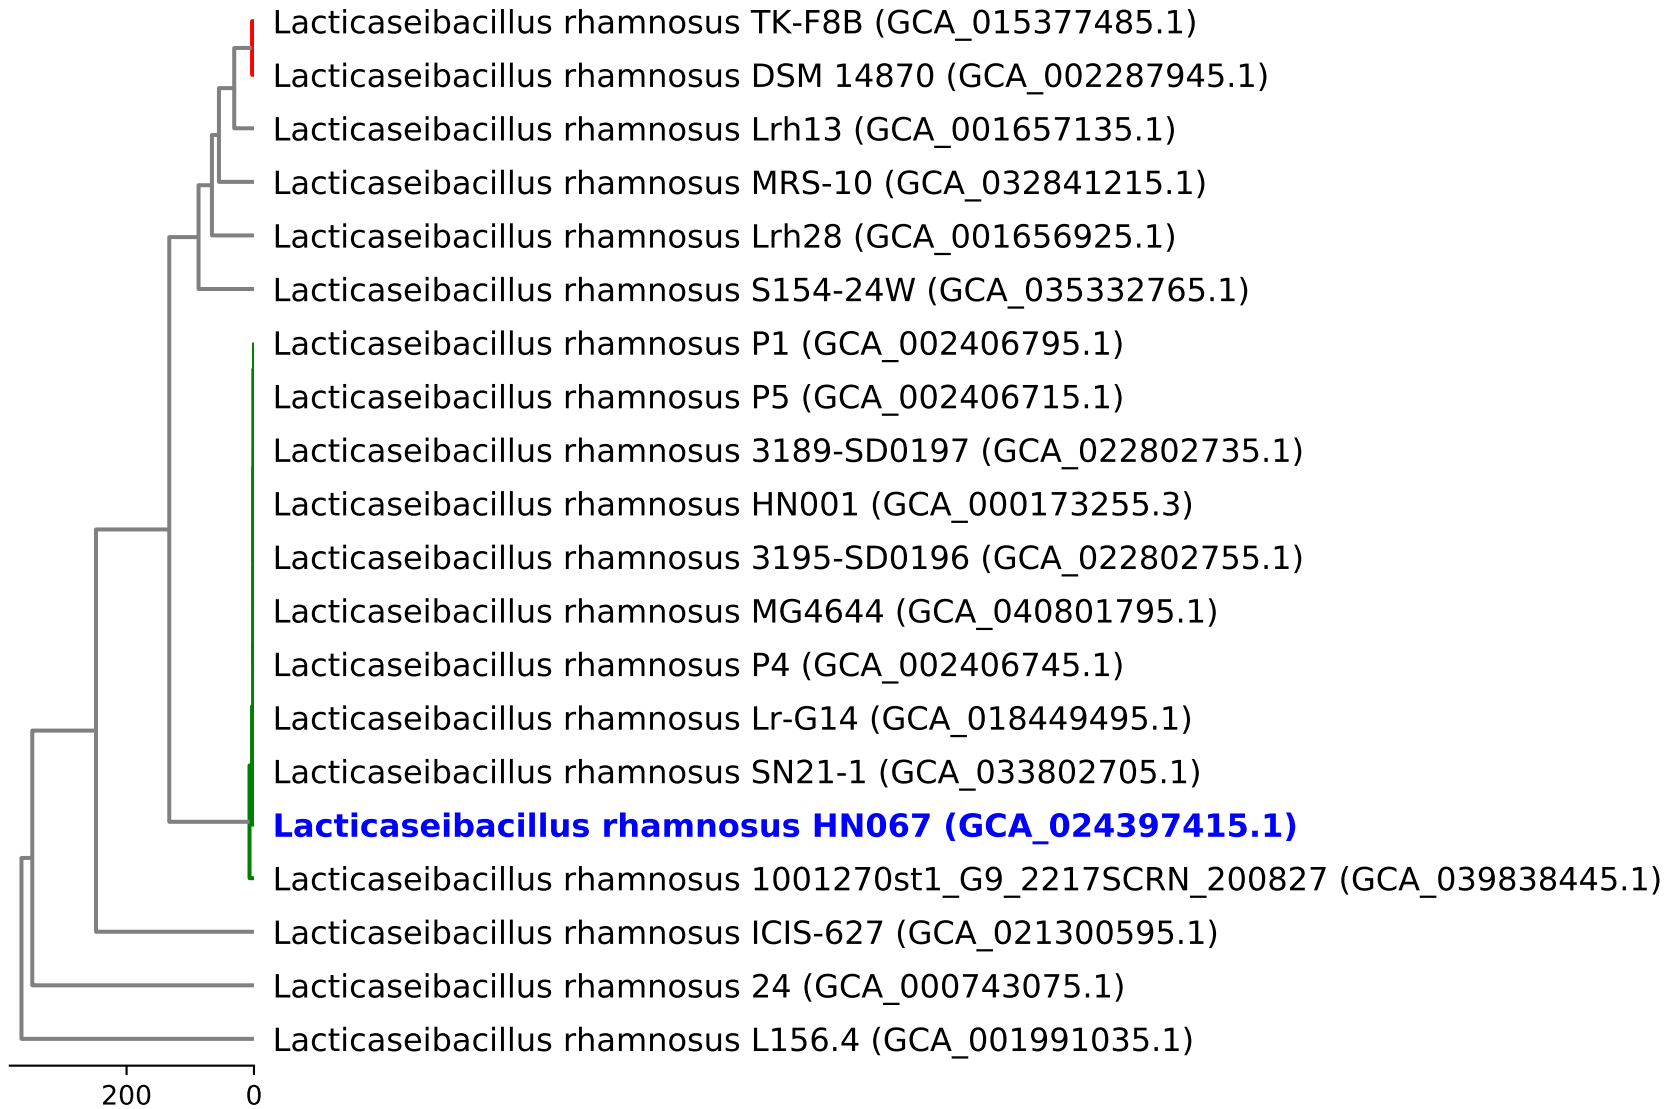 Lacticaseibacillus rhamnosus TK-F8B (GCA_015377485.1)
Lacticaseibacillus rhamnosus DSM 14870 (GCA_002287945.1)
Lacticaseibacillus rhamnosus Lrh13 (GCA_001657135.1)
Lacticaseibacillus rhamnosus MRS-10 (GCA_032841215.1)
Lacticaseibacillus rhamnosus Lrh28 (GCA_001656925.1)
Lacticaseibacillus rhamnosus S154-24W (GCA_035332765.1)
Lacticaseibacillus rhamnosus P1 (GCA_002406795.1)
Lacticaseibacillus rhamnosus P5 (GCA_002406715.1)
Lacticaseibacillus rhamnosus 3189-SD0197 (GCA_022802735.1)
Lacticaseibacillus rhamnosus HN001 (GCA_000173255.3)
Lacticaseibacillus rhamnosus 3195-SD0196 (GCA_022802755.1)
Lacticaseibacillus rhamnosus MG4644 (GCA_040801795.1)
Lacticaseibacillus rhamnosus P4 (GCA_002406745.1)
Lacticaseibacillus rhamnosus Lr-G14 (GCA_018449495.1)
Lacticaseibacillus rhamnosus SN21-1 (GCA_033802705.1)
Lacticaseibacillus rhamnosus HN067 (GCA_024397415.1)
Lacticaseibacillus rhamnosus 1001270st1_G9_2217SCRN_200827 (GCA_039838445.1)
Lacticaseibacillus rhamnosus ICIS-627 (GCA_021300595.1)
Lacticaseibacillus rhamnosus 24 (GCA_000743075.1)
Lacticaseibacillus rhamnosus L156.4 (GCA_001991035.1)
200 0